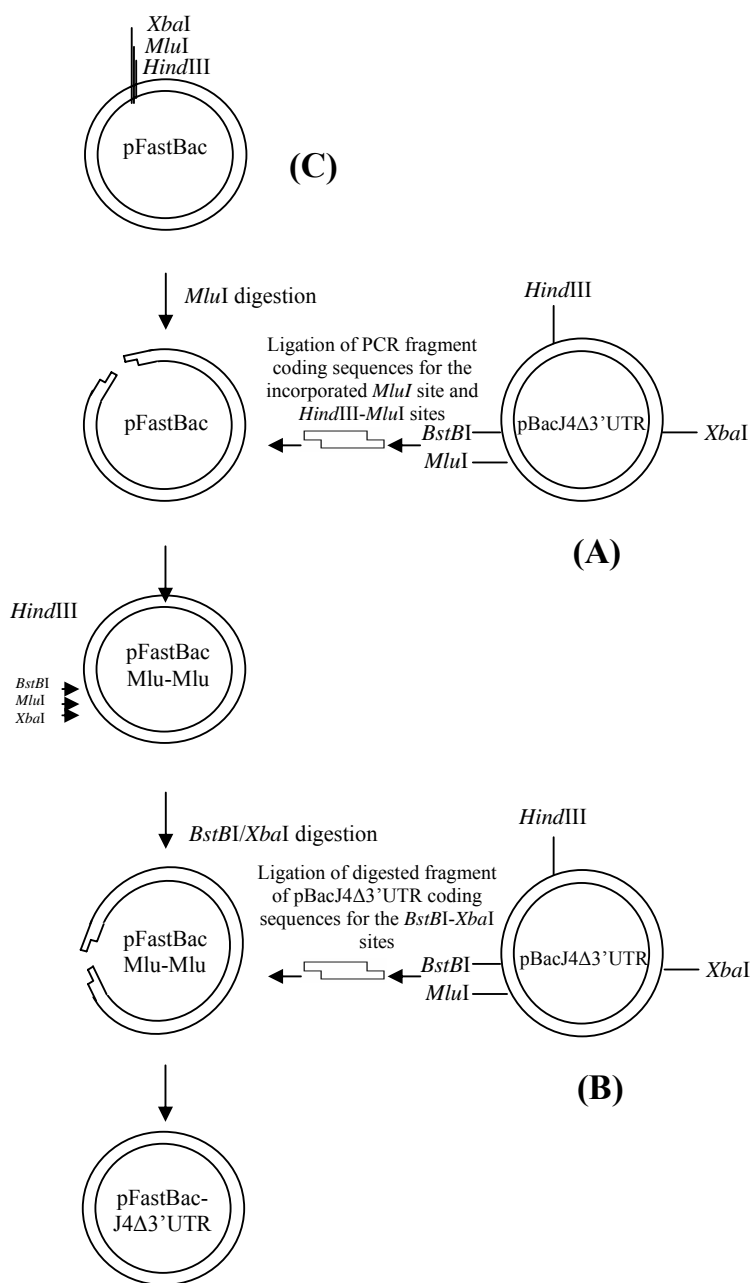 XbaI
MluI
HindIII
pFastBac
(C)
MluI digestion
HindIII
Ligation of PCR fragment
coding sequences for the
incorporated MluI site and
HindIII-MluI sites
pFastBac
BstBI
MluI
pBacJ4Δ3’UTR
XbaI
(A)
HindIII
pFastBac
Mlu-Mlu
BstBI
MluI
XbaI
BstBI/XbaI digestion
HindIII
Ligation of digested fragment
of pBacJ4Δ3’UTR coding
sequences for the BstBI-XbaI
sites
pFastBac
Mlu-Mlu
BstBI
MluI
pBacJ4Δ3’UTR
XbaI
(B)
pFastBac-
J4Δ3’UTR